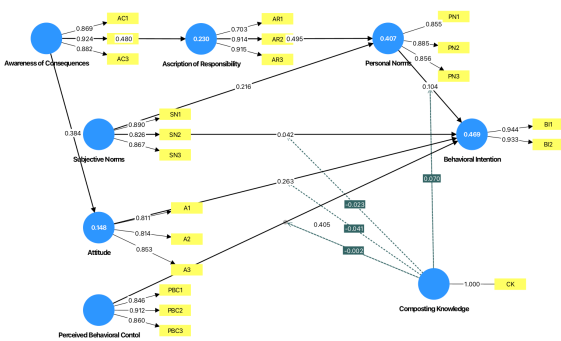 AC1
0.869
0.924 0.480
0.882
AC3
Awareness of Consequences
0.230
AR1
0.703
0.914 AR2 0.495
0.915
AR3
Ascription of Responsibility
0.407
PN1
0.855
0.885
PN2
0.856
PN3
Personal Norms
0.216
0.104
0.384
SN1
0.890
0.826 SN2
0.867
SN3
Subjective Norms
0.042
0.469
BI1
0.944
0.933
BI2
Behavioral Intention
0.070
0.263
0.148
A1
0.811
0.814
A2
0.853
A3
Attitude
-0.023
0.405
-0.041
-0.002
PBC1
0.846
0.912 PBC2
0.860
PBC3
Perceived Behavioral Contol
1.000 CK
Composting Knowledge